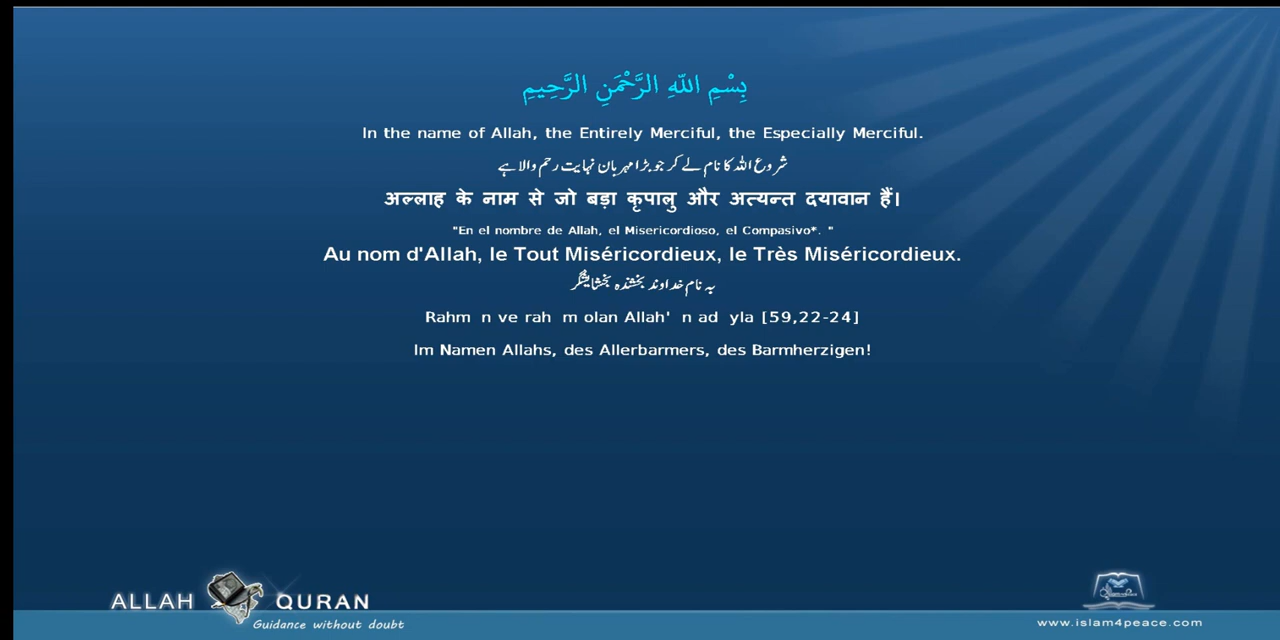 بِسْمِ اللّٰهِ الرَّحْمَنِ الرَّحِيمِ
In the name of Allah, the Entirely Merciful, the Especially Merciful.
شروع اللہ کا نام لے کر جو بڑا مہربان نہایت رحم والا ہے
अल्लाह के नाम से जो बड़ा कृपालु और अत्यन्त दयावान हैं।
"En el nombre de Allah, el Misericordioso, el Compasivo*. "
Au nom d'Allah, le Tout Miséricordieux, le Très Miséricordieux.
به نام خداوند بخشنده بخشایشگر
Rahm n ve rah m olan Allah' n ad yla [59,22-24]
Im Namen Allahs, des Allerbarmers, des Barmherzigen!
ALLAH QURAN
Guidance without doubt
www.islam4peace.com